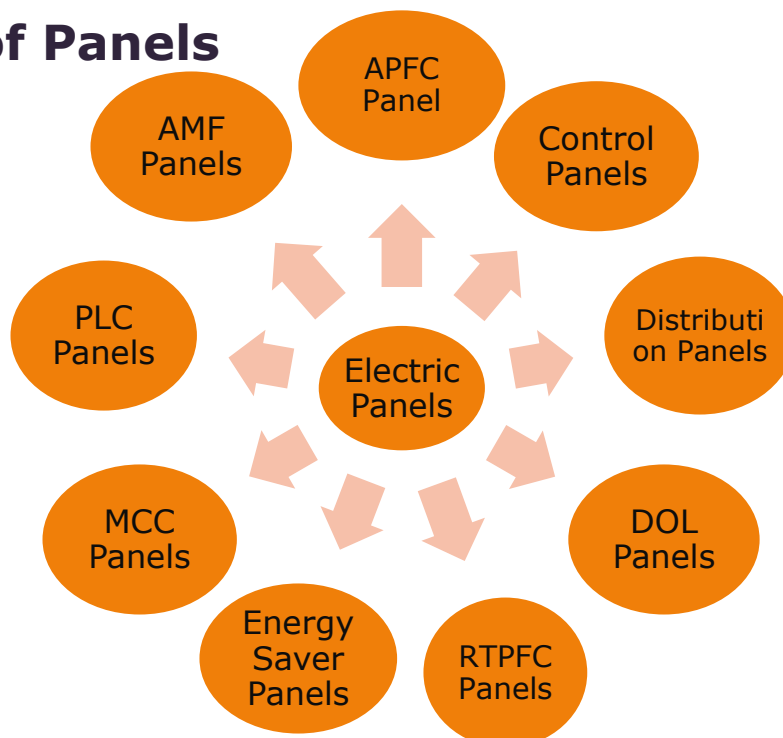 of Panels
APFC
Panel
Control
Panels
Distributi
on Panels
DOL
Panels
RTPFC
Panels
Energy
Saver
Panels
MCC
Panels
PLC
Panels
AMF
Panels
Electric
Panels